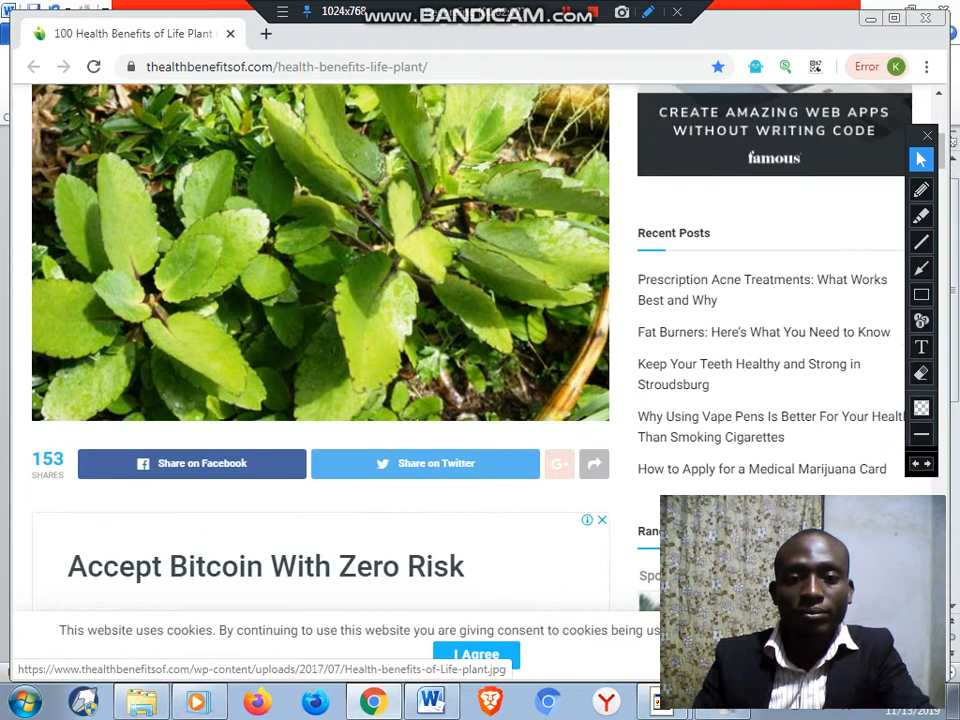 1024x768
www.BANDICAM.com
100 Health Benefits of Life Plant
thealthbenefitsof.com/health-benefits-life-plant/
Error K
CREATE AMAZING WEB APPS
WITHOUT WRITING CODE
famous
Recent Posts
Prescription Acne Treatments: What Works
Best and Why
Fat Burners: Here's What You Need to Know
Keep Your Teeth Healthy and Strong in
Stroudsburg
Why Using Vape Pens Is Better For Your Healt
Than Smoking Cigarettes
How to Apply for a Medical Marijuana Card
153
SHARES
Share on Facebook
Share on Twitter
G+
Accept Bitcoin With Zero Risk
Ran
Spo
This website uses cookies. By continuing to use this website you are giving consent to cookies being us
I Agree
https://www.thealthbenefitsof.com/wp-content/uploads/2017/07/Health-benefits-of-Life-plant.jpg
11/13/2019